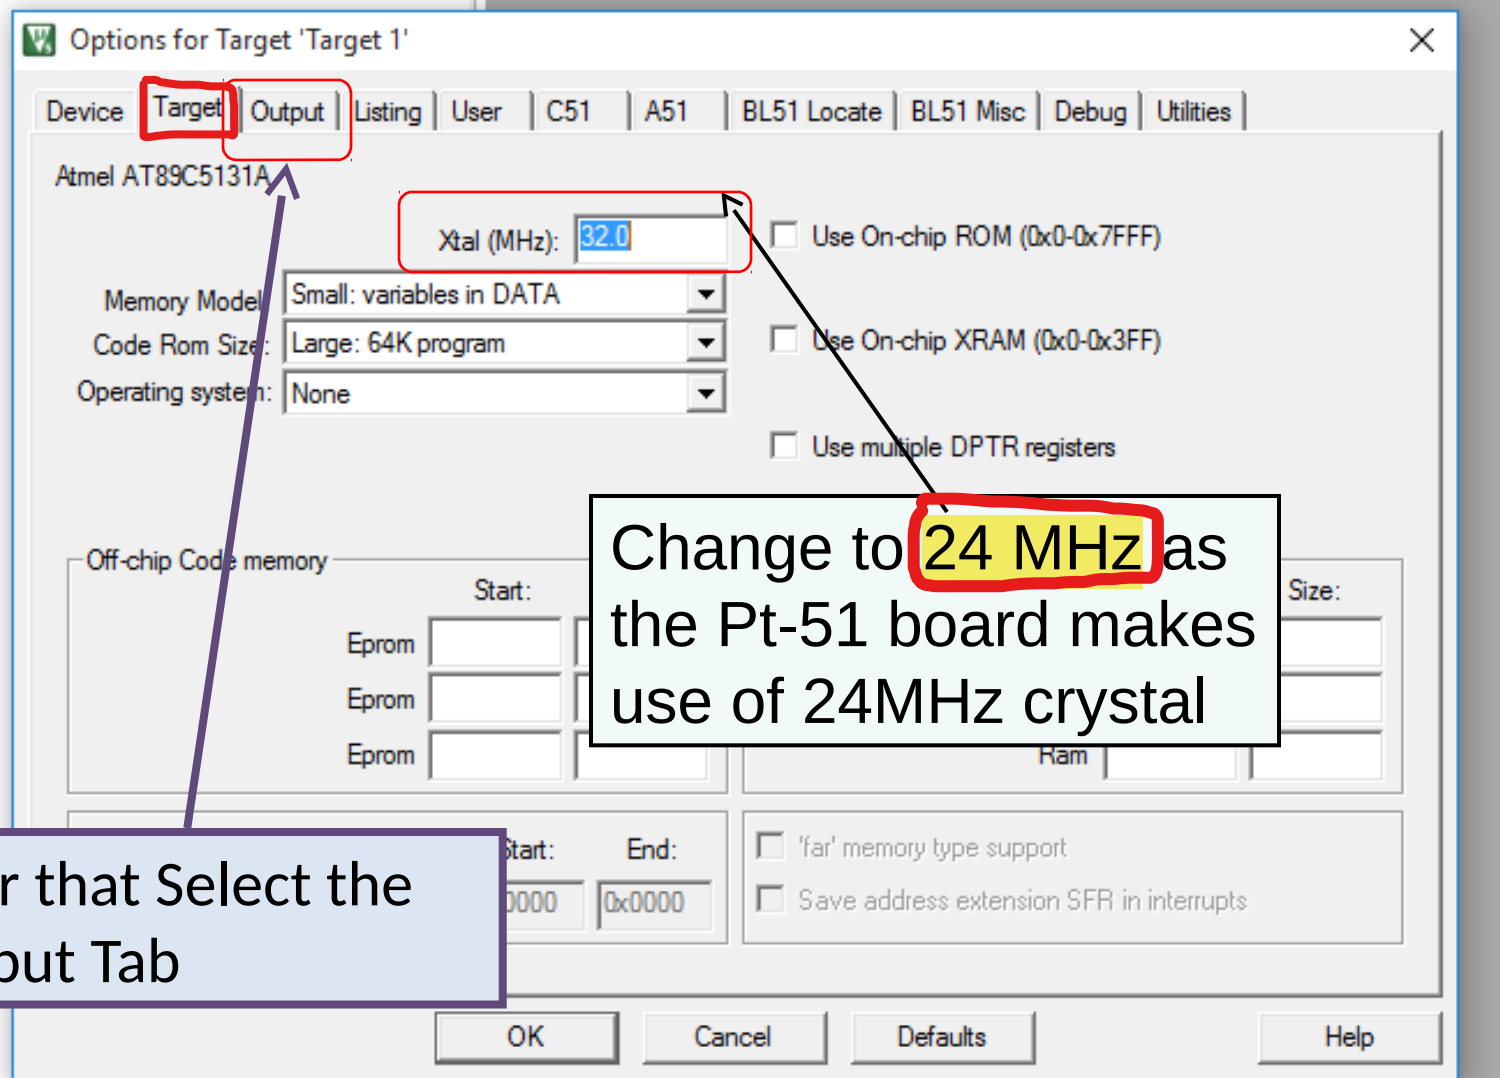 Options for Target 'Target 1'
Device Target Output Listing User C51 A51 BL51 Locate BL51 Misc Debug Utilities
Atmel AT89C5131A
Xtal (MHz): 32.0
Use On-chip ROM (0x0-0x7FFF)
Memory Model:
Small: variables in DATA
Code Rom Size: Large: 64K program
Use On-chip XRAM (0x0-0x3FF)
Operating system: None
Use multiple DPTR registers
Change to 24 MHz as
the Pt-51 board makes
use of 24MHz crystal
Off-chip Code memory
Start:
Size:
Eprom
Eprom
Eprom
Ram
that Select the
Tab
Start: End:
0x0000
'far' memory type support
Save address extension SFR in interrupts
OK Cancel Defaults Help